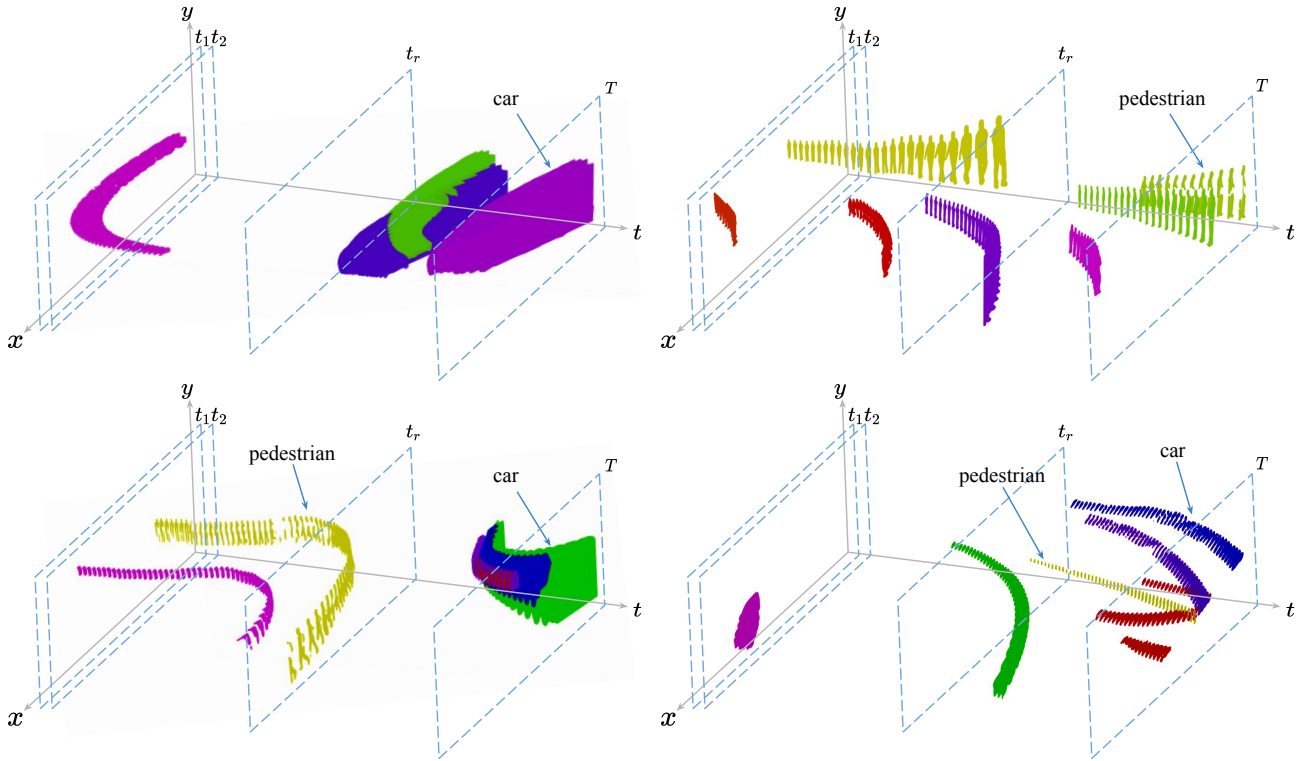 y
t₁t₂
tᵣ
T
car
t
x
y
t₁t₂
tᵣ
T
pedestrian
t
x
y
t₁t₂
tᵣ
T
pedestrian
car
t
x
y
t₁t₂
tᵣ
T
pedestrian
car
t
x